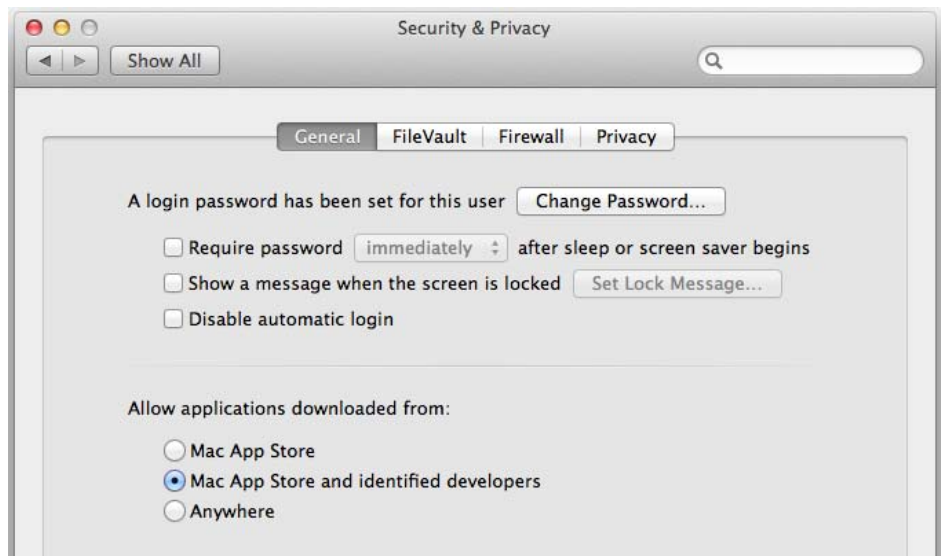 Security & Privacy
Show All
General FileVault Firewall Privacy
A login password has been set for this user Change Password...
Require password immediately after sleep or screen saver begins
Show a message when the screen is locked Set Lock Message...
Disable automatic login
Allow applications downloaded from:
Mac App Store
Mac App Store and identified developers
Anywhere